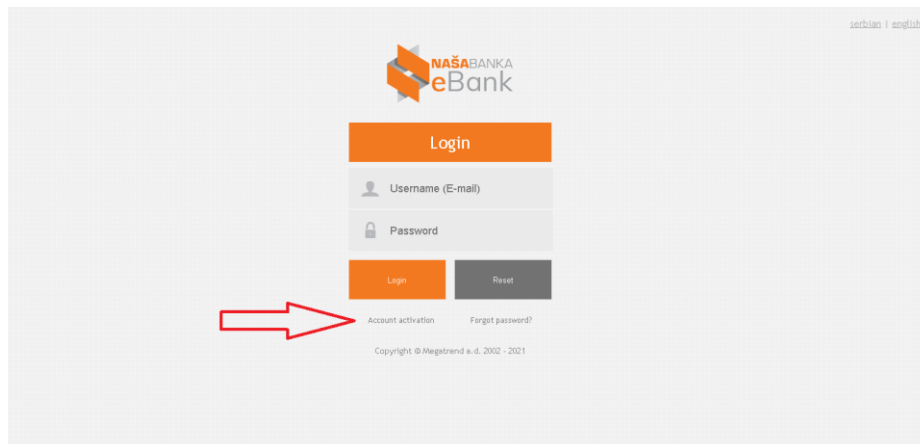 serbian | english
NAŠABANKA
eBank
Login
Username (E-mail)
Password
Login Reset
Account activation Forgot password?
Copyright © Megatrend a.d. 2002 - 2021